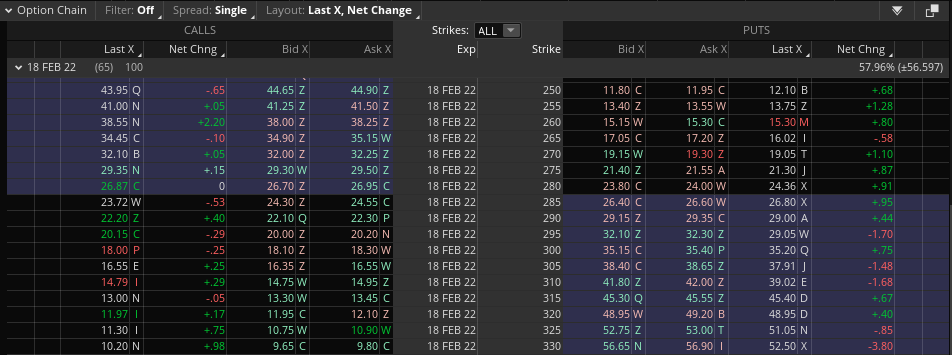 Option Chain Filter: Off Spread: Single Layout: Last X, Net Change
CALLS Strikes: ALL PUTS
Last X Net Chng Bid X Ask X Exp Strike Bid X Ask X Last X Net Chng
18 FEB 22 (65) 100 57.96% (±56.597)
43.95 Q -.65 44.65 Z 44.90 Z 18 FEB 22 250 11.80 C 11.95 C 12.10 B +.68
41.00 N +.05 41.25 Z 41.50 Z 18 FEB 22 255 13.40 Z 13.55 W 13.75 Z +1.28
38.55 N +2.20 38.00 Z 38.25 Z 18 FEB 22 260 15.15 W 15.30 C 15.30 M +.80
34.45 C -.10 34.90 Z 35.15 W 18 FEB 22 265 17.05 C 17.20 Z 16.02 I -.58
32.10 B +.05 32.00 Z 32.25 Z 18 FEB 22 270 19.15 W 19.30 Z 19.05 T +1.10
29.35 N +.15 29.30 W 29.50 Z 18 FEB 22 275 21.40 Z 21.55 A 21.30 J +.87
26.87 C 0 26.70 Z 26.95 C 18 FEB 22 280 23.80 C 24.00 W 24.36 X +.91
23.72 W -.53 24.30 Z 24.55 C 18 FEB 22 285 26.40 C 26.60 W 26.80 X +.95
22.20 Z +.40 22.10 Q 22.30 P 18 FEB 22 290 29.15 Z 29.35 C 29.00 A +.44
20.15 C -.29 20.00 Z 20.20 N 18 FEB 22 295 32.10 Z 32.30 Z 29.05 W -1.70
18.00 P -.25 18.10 Z 18.30 W 18 FEB 22 300 35.15 C 35.40 P 35.20 Q +.75
16.55 E +.25 16.35 Z 16.55 W 18 FEB 22 305 38.40 C 38.65 Z 37.91 J -1.48
14.79 I +.29 14.75 W 14.95 Z 18 FEB 22 310 41.80 Z 42.00 Z 39.02 E -1.68
13.00 N -.05 13.30 W 13.45 C 18 FEB 22 315 45.30 Q 45.55 Z 45.40 D +.67
11.97 I +.17 11.95 C 12.10 Z 18 FEB 22 320 48.95 W 49.20 B 48.95 D +.40
11.30 I +.75 10.75 W 10.90 W 18 FEB 22 325 52.75 Z 53.00 T 51.05 N -.85
10.20 N +.98 9.65 C 9.80 C 18 FEB 22 330 56.65 N 56.90 I 52.50 X -3.80